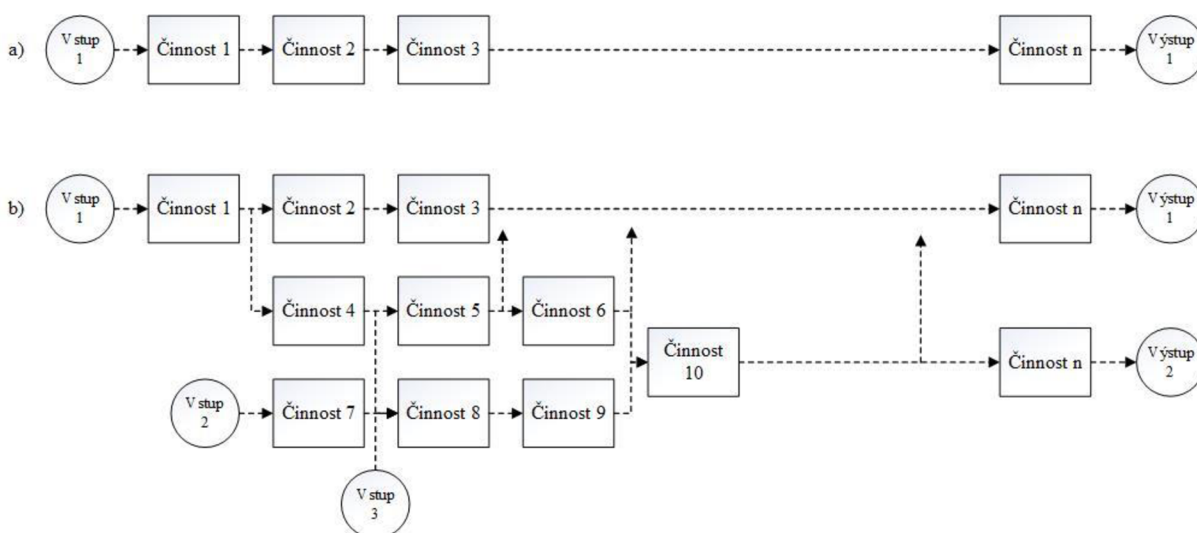 a)
Vstup
1
Činnost 1
Činnost 2
Činnost 3
Činnost n
Výstup
1
b)
Vstup
1
Činnost 1
Činnost 2
Činnost 3
Činnost n
Výstup
1
Činnost 4
Činnost 5
Činnost 6
Činnost
10
Činnost n
Výstup
2
Vstup
2
Činnost 7
Činnost 8
Činnost 9
Vstup
3